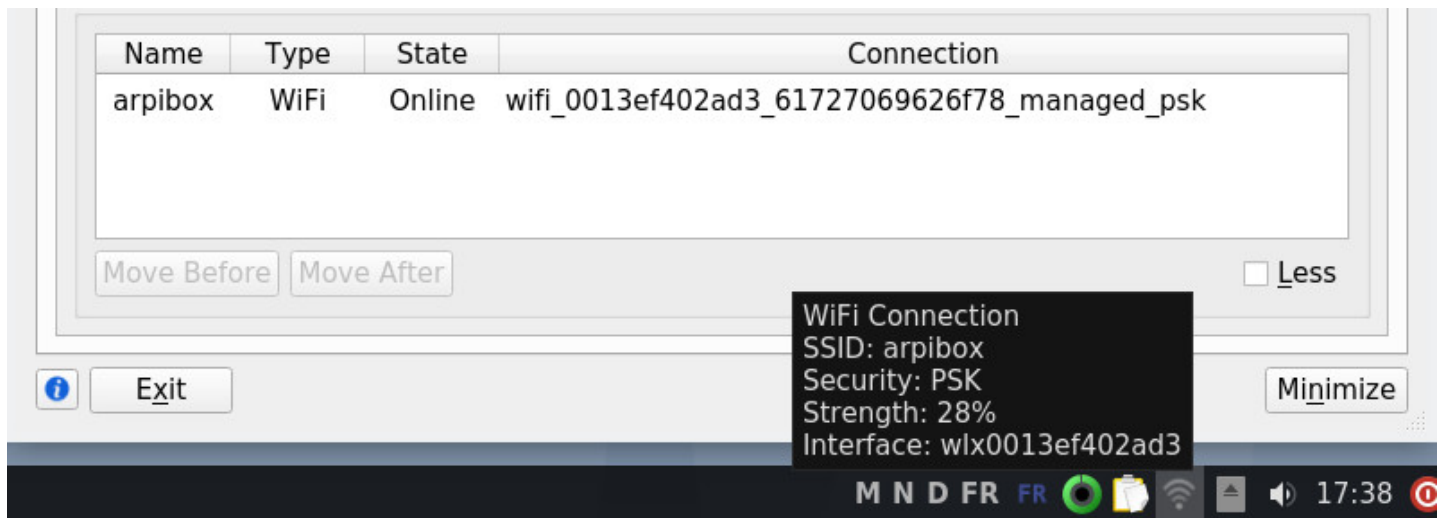 Name Type State Connection
arpibox WiFi Online wifi_0013ef402ad3_61727069626f78_managed_psk
Move Before Move After Less
WiFi Connection
SSID: arpibox
Security: PSK
Strength: 28%
Interface: wlx0013ef402ad3
Exit Minimize
M N D FR FR 17:38